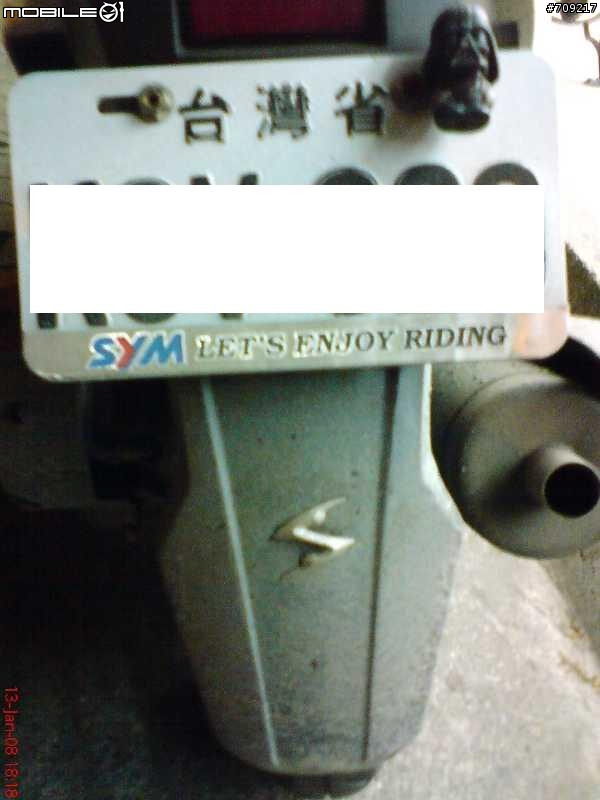 MOBILE01
#709217
台灣省
SYM LET'S ENJOY RIDING
13-Jan-08 18:18